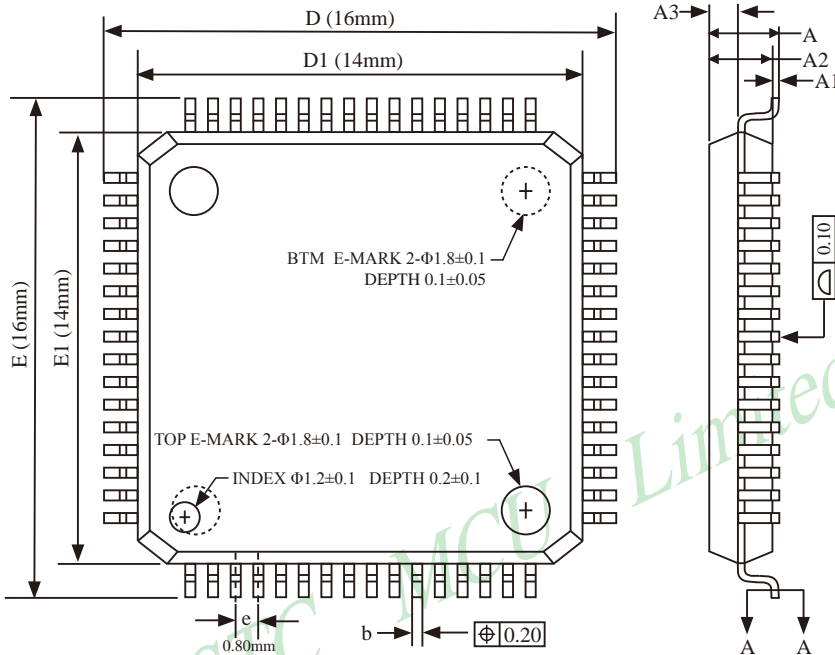 D (16mm)
D1 (14mm)
A3
A
A2
A1
E (16mm)
E1 (14mm)
BTM E-MARK 2-Φ1.8±0.1
DEPTH 0.1±0.05
0.10
TOP E-MARK 2-Φ1.8±0.1 DEPTH 0.1±0.05
INDEX Φ1.2±0.1 DEPTH 0.2±0.1
e
0.80mm
b
⌖ 0.20
A
A
STC MCU Limited